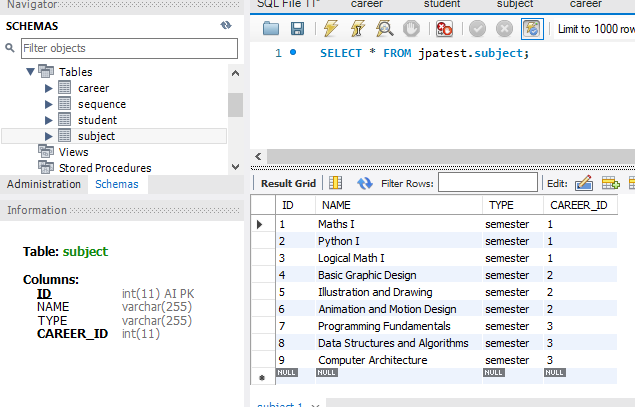 Navigator
SQL File 11*
career
student
subject
career
SCHEMAS
Filter objects
Limit to 1000 row
Tables
career
sequence
student
subject
Views
Stored Procedures
1 SELECT * FROM jpatest.subject;
Administration Schemas
Result Grid Filter Rows: Edit:
Information
Table: subject
Columns:
ID int(11) AI PK
NAME varchar(255)
TYPE varchar(255)
CAREER_ID int(11)
ID NAME TYPE CAREER_ID
1 Maths I semester 1
2 Python I semester 1
3 Logical Math I semester 1
4 Basic Graphic Design semester 2
5 Illustration and Drawing semester 2
6 Animation and Motion Design semester 2
7 Programming Fundamentals semester 3
8 Data Structures and Algorithms semester 3
9 Computer Architecture semester 3
NULL NULL NULL NULL
subject 1